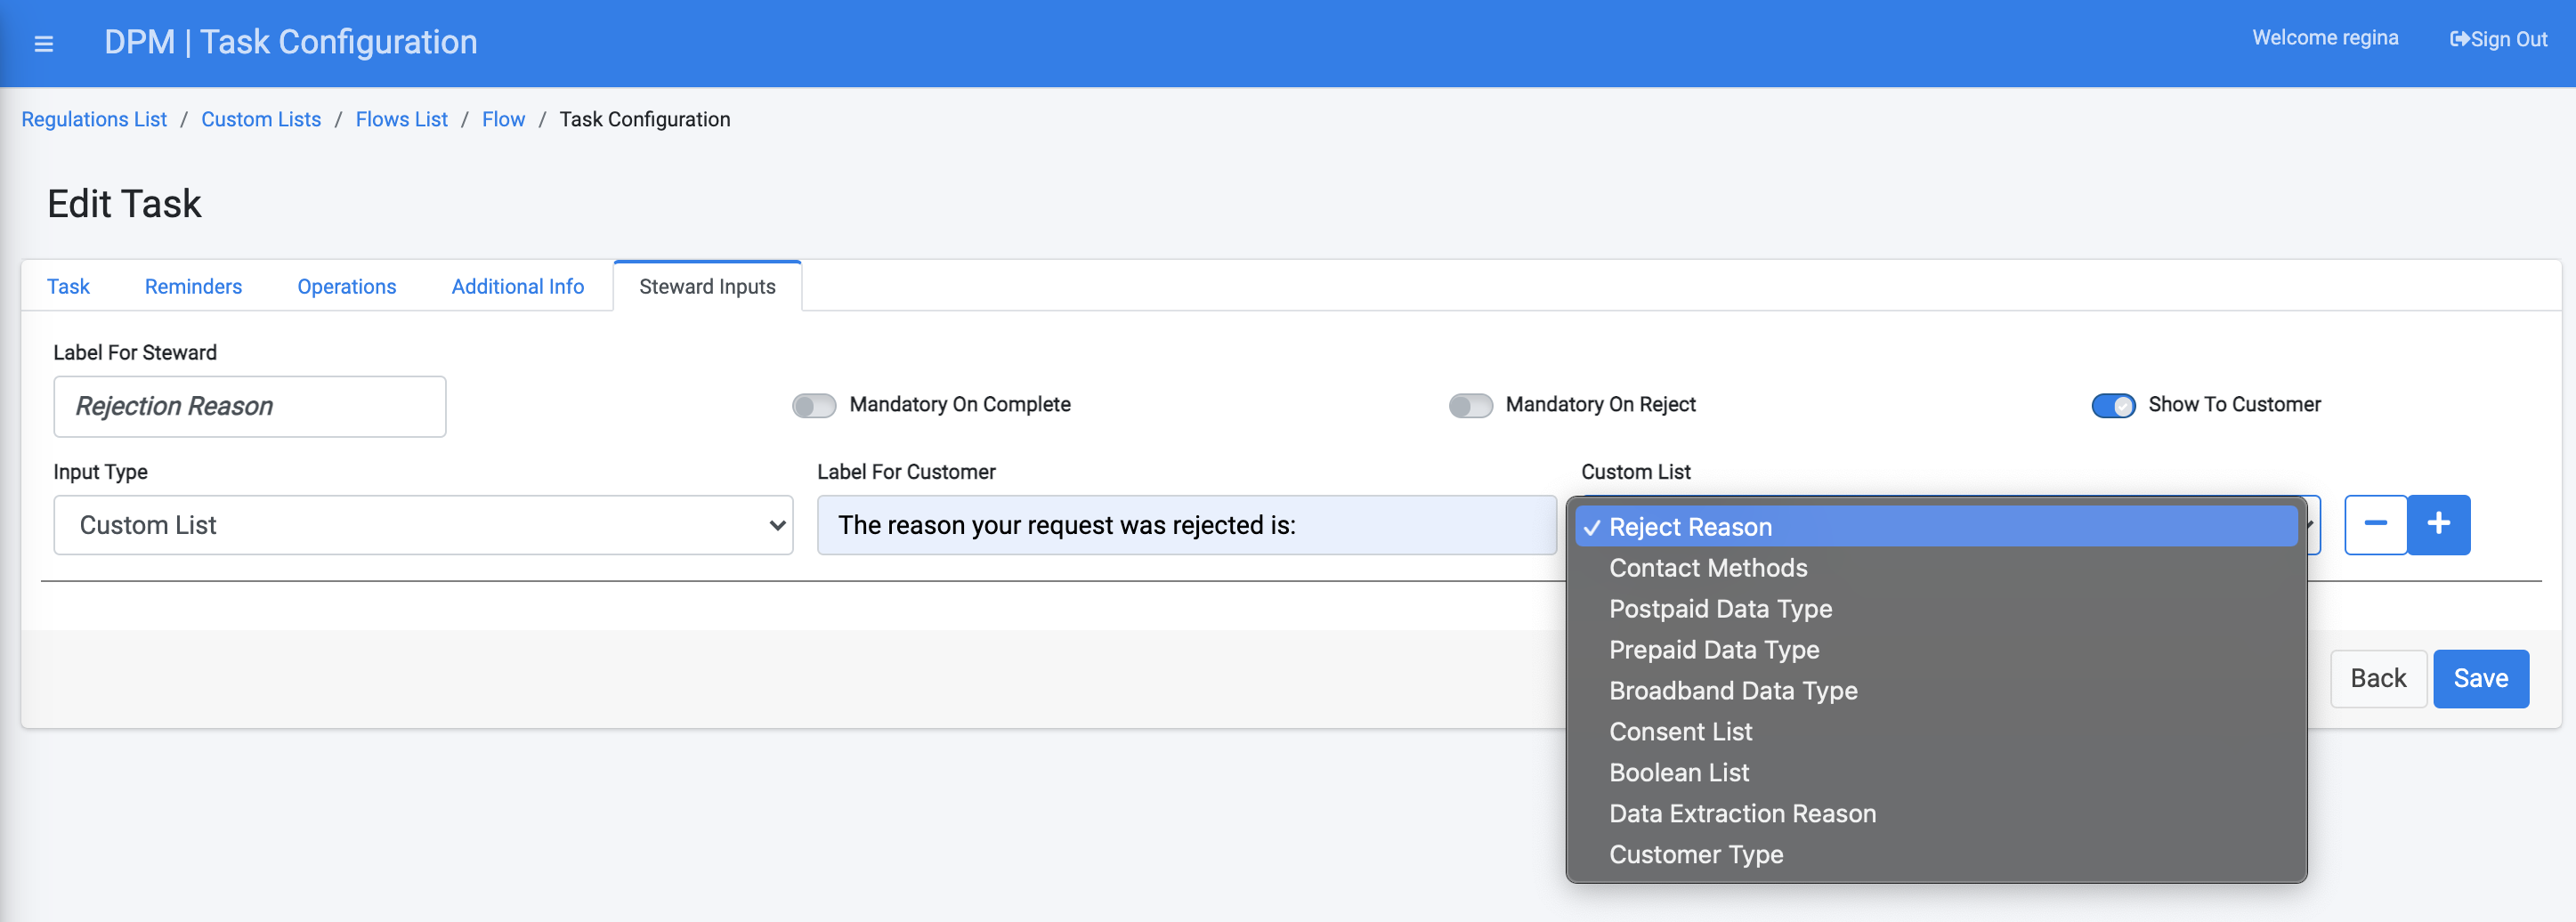 DPM | Task Configuration
Welcome regina
Sign Out
Regulations List / Custom Lists / Flows List / Flow / Task Configuration
Edit Task
Task
Reminders
Operations
Additional Info
Steward Inputs
Label For Steward
Rejection Reason
Mandatory On Complete
Mandatory On Reject
Show To Customer
Input Type
Label For Customer
Custom List
Custom List
The reason your request was rejected is:
Reject Reason
Contact Methods
Postpaid Data Type
Prepaid Data Type
Broadband Data Type
Consent List
Boolean List
Data Extraction Reason
Customer Type
Back
Save